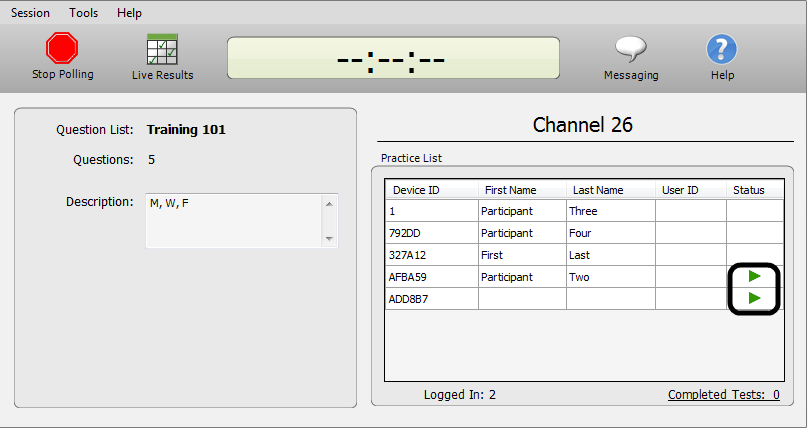 Session Tools Help
Stop Polling
Live Results
--:--:--
Messaging
Help
Question List: Training 101
Questions: 5
Description: M, W, F
Channel 26
Practice List
Device ID First Name Last Name User ID Status
1 Participant Three
792DD Participant Four
327A12 First Last
AFBA59 Participant Two
ADD8B7
Logged In: 2 Completed Tests: 0